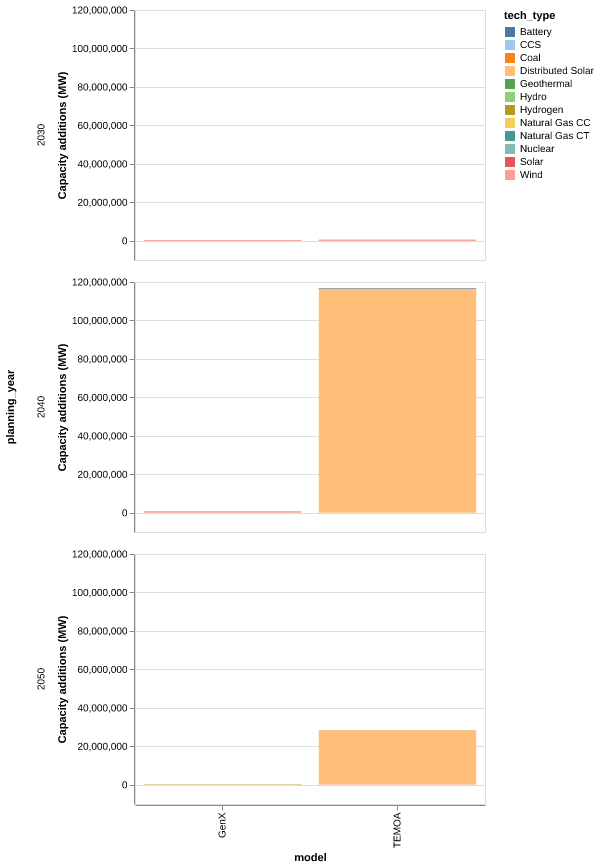 tech_type
Battery
CCS
Coal
Distributed Solar
Geothermal
Hydro
Hydrogen
Natural Gas CC
Natural Gas CT
Nuclear
Solar
Wind
planning_year
2030
Capacity additions (MW)
120,000,000
100,000,000
80,000,000
60,000,000
40,000,000
20,000,000
0
2040
Capacity additions (MW)
120,000,000
100,000,000
80,000,000
60,000,000
40,000,000
20,000,000
0
2050
Capacity additions (MW)
120,000,000
100,000,000
80,000,000
60,000,000
40,000,000
20,000,000
0
GenX
TEMOA
model